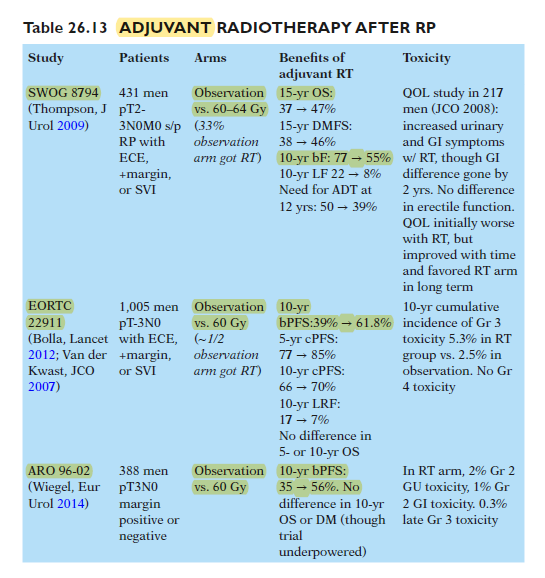 Table 26.13 ADJUVANT RADIOTHERAPY AFTER RP
Study
Patients
Arms
Benefits of
adjuvant RT
Toxicity
SWOG 8794
(Thompson, J
Urol 2009)
431 men
pT2-
3N0M0 s/p
RP with
ECE,
+margin,
or SVI
Observation
vs. 60–64 Gy
(33%
observation
arm got RT)
15-yr OS:
37 → 47%
15-yr DMFS:
38 → 46%
10-yr bF: 77 → 55%
10-yr LF 22 → 8%
Need for ADT at
12 yrs: 50 → 39%
QOL study in 217
men (JCO 2008):
increased urinary
and GI symptoms
w/ RT, though GI
difference gone by
2 yrs. No difference
in erectile function.
QOL initially worse
with RT, but
improved with time
and favored RT arm
in long term
EORTC
22911
(Bolla, Lancet
2012; Van der
Kwast, JCO
2007)
1,005 men
pT-3N0
with ECE,
+margin,
or SVI
Observation
vs. 60 Gy
(~1/2
observation
arm got RT)
10-yr
bPFS:39% → 61.8%
5-yr cPFS:
77 → 85%
10-yr cPFS:
66 → 70%
10-yr LRF:
17 → 7%
No difference in
5- or 10-yr OS
10-yr cumulative
incidence of Gr 3
toxicity 5.3% in RT
group vs. 2.5% in
observation. No Gr
4 toxicity
ARO 96-02
(Wiegel, Eur
Urol 2014)
388 men
pT3N0
margin
positive or
negative
Observation
vs. 60 Gy
10-yr bPFS:
35 → 56%. No
difference in 10-yr
OS or DM (though
trial
underpowered)
In RT arm, 2% Gr 2
GU toxicity, 1% Gr
2 GI toxicity. 0.3%
late Gr 3 toxicity